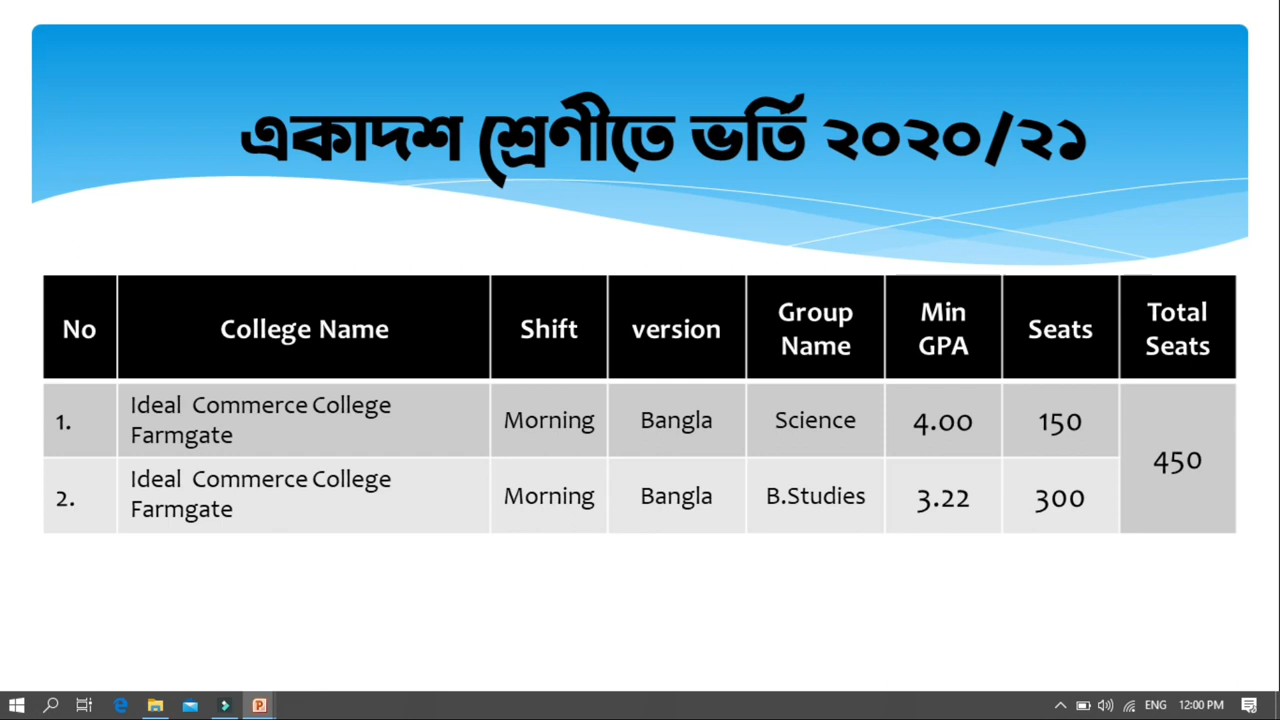 একাদশ শ্রেণীতে ভর্তি ২০২০/২১
No College Name Shift version Group Name Min GPA Seats Total Seats
1. Ideal Commerce College Farmgate Morning Bangla Science 4.00 150 450
2. Ideal Commerce College Farmgate Morning Bangla B.Studies 3.22 300
ENG 12:00 PM